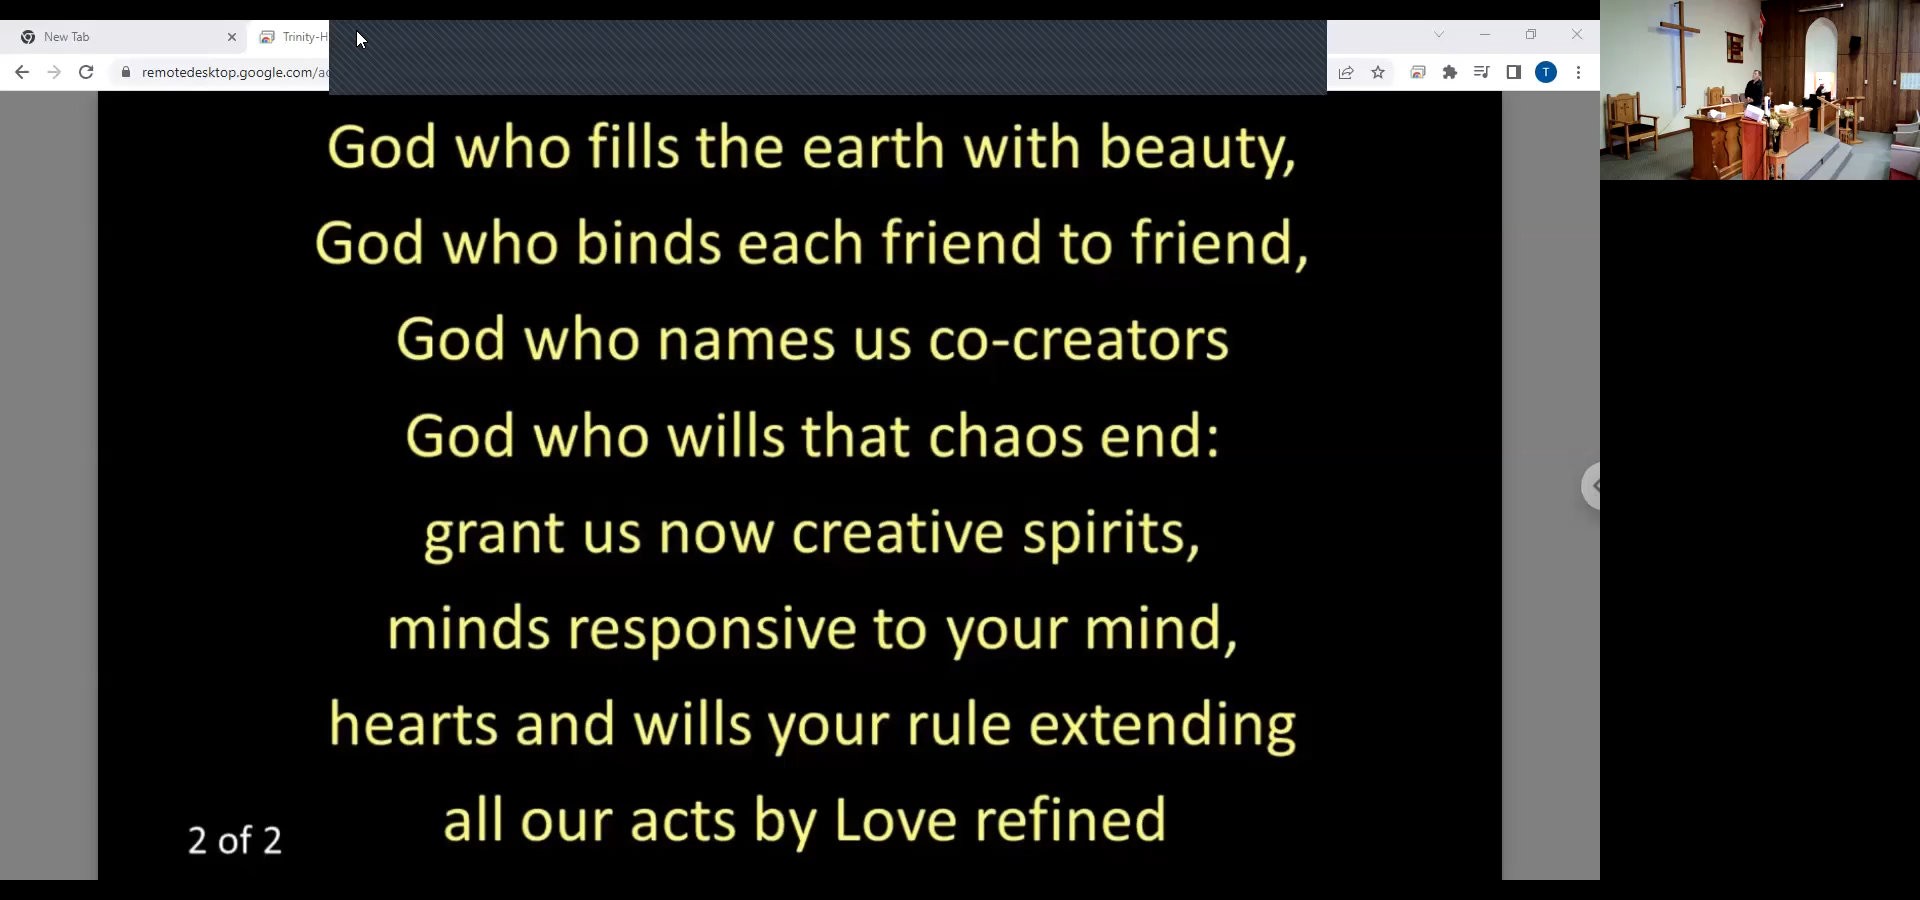 New Tab
Trinity-H
remotedesktop.google.com/ac
T
God who fills the earth with beauty,
God who binds each friend to friend,
God who names us co-creators
God who wills that chaos end:
grant us now creative spirits,
minds responsive to your mind,
hearts and wills your rule extending
all our acts by Love refined
2 of 2